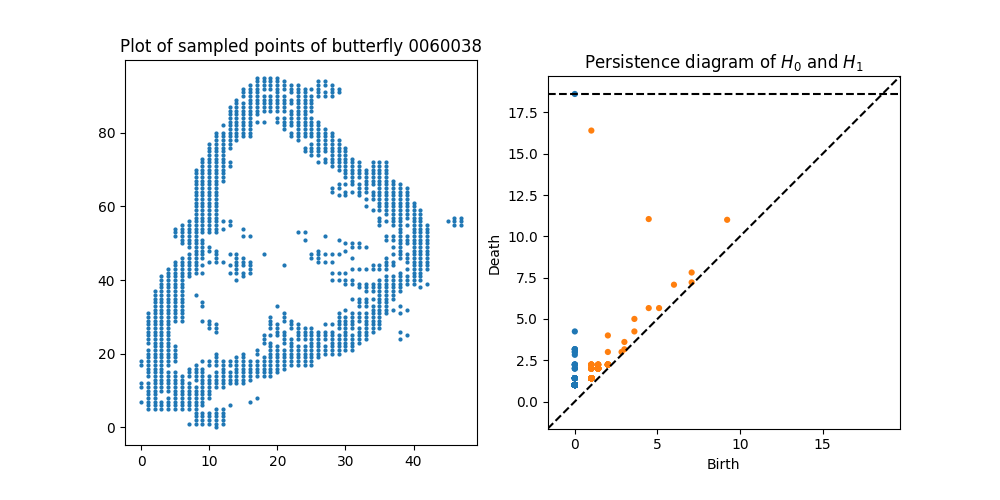 Plot of sampled points of butterfly 0060038
80
60
40
20
0
0 10 20 30 40
Persistence diagram of $H_0$ and $H_1$
Death
17.5
15.0
12.5
10.0
7.5
5.0
2.5
0.0
0 5 10 15
Birth